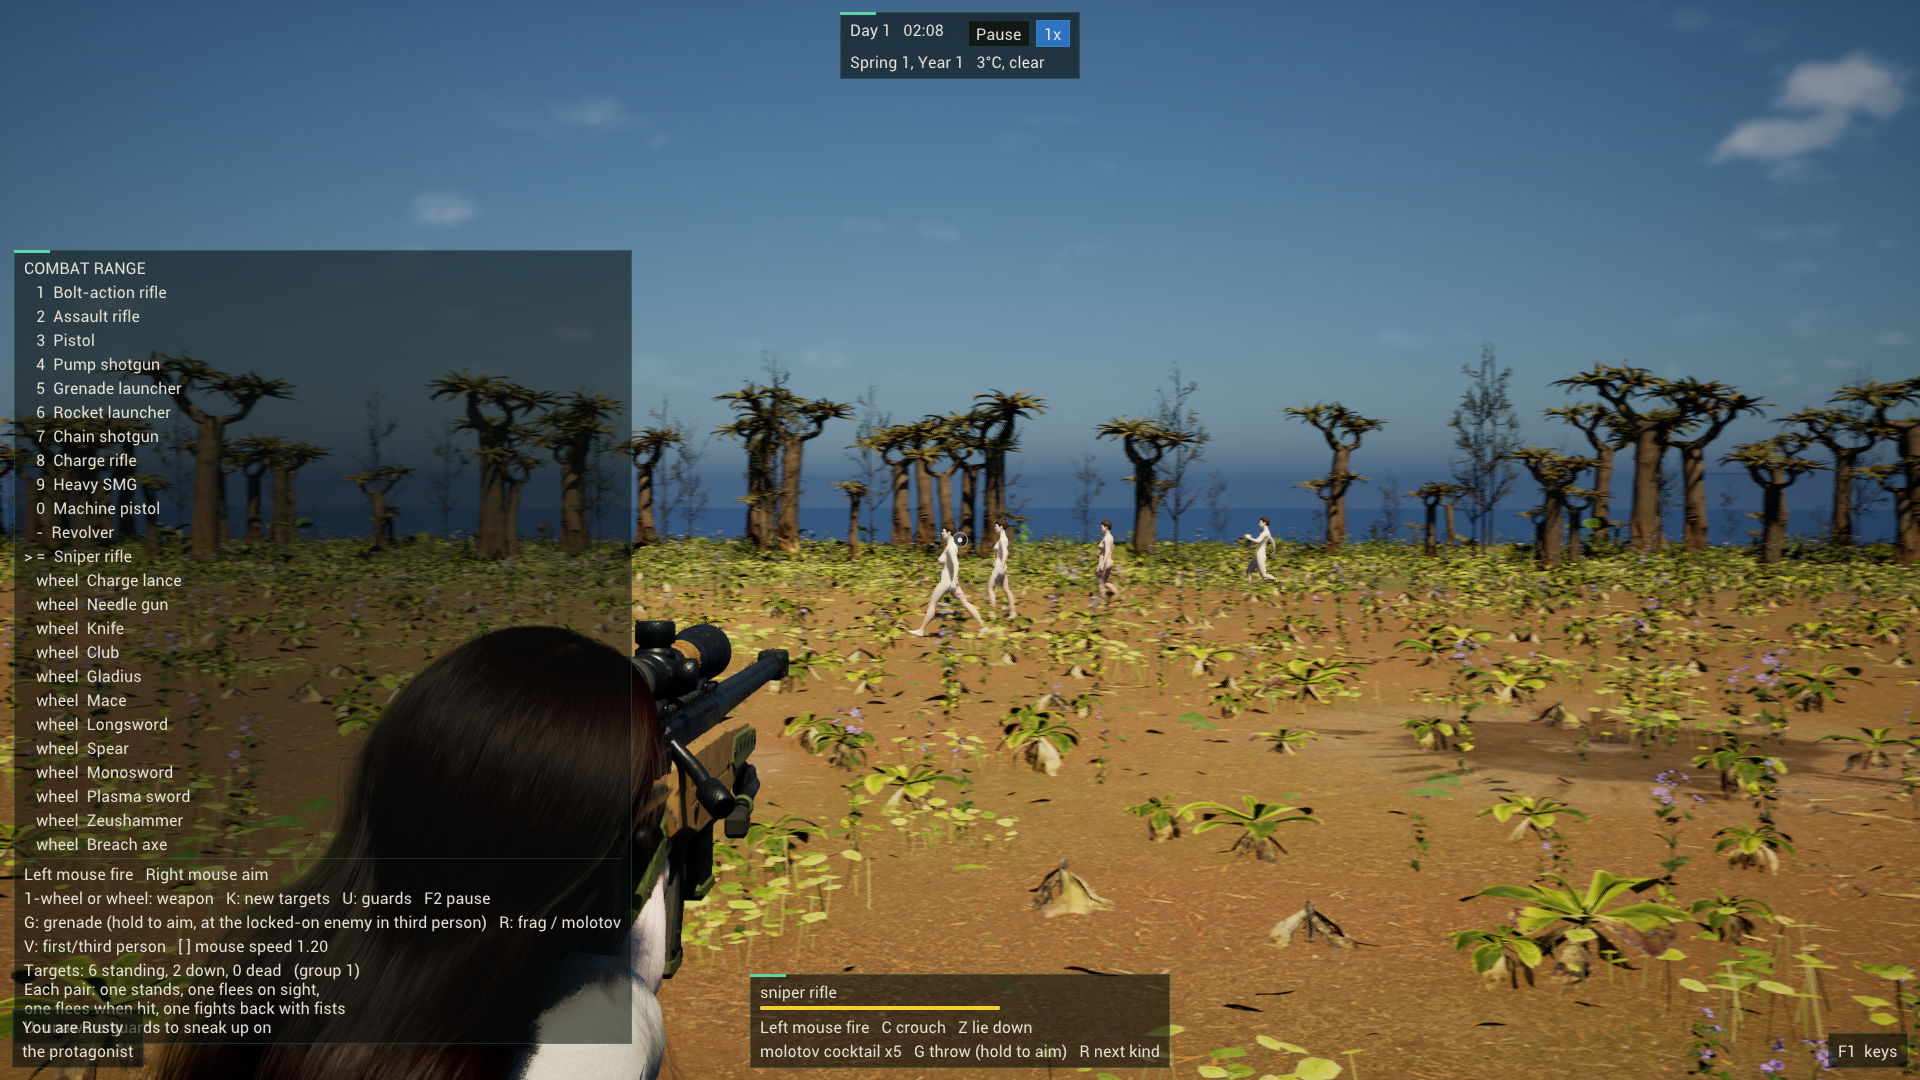 Day 1 02:08 Pause 1x
Spring 1, Year 1 3°C, clear
COMBAT RANGE
1 Bolt-action rifle
2 Assault rifle
3 Pistol
4 Pump shotgun
5 Grenade launcher
6 Rocket launcher
7 Chain shotgun
8 Charge rifle
9 Heavy SMG
0 Machine pistol
- Revolver
> = Sniper rifle
wheel Charge lance
wheel Needle gun
wheel Knife
wheel Club
wheel Gladius
wheel Mace
wheel Longsword
wheel Spear
wheel Monosword
wheel Plasma sword
wheel Zeushammer
wheel Breach axe
Left mouse fire Right mouse aim
1-wheel or wheel: weapon K: new targets U: guards F2 pause
G: grenade (hold to aim, at the locked-on enemy in third person) R: frag / molotov
V: first/third person [ ] mouse speed 1.20
Targets: 6 standing, 2 down, 0 dead (group 1)
Each pair: one stands, one flees on sight,
one flees when hit, one fights back with fists
ds to sneak up on
You are Rusty
the protagonist
sniper rifle
Left mouse fire C crouch Z lie down
molotov cocktail x5 G throw (hold to aim) R next kind
F1 keys